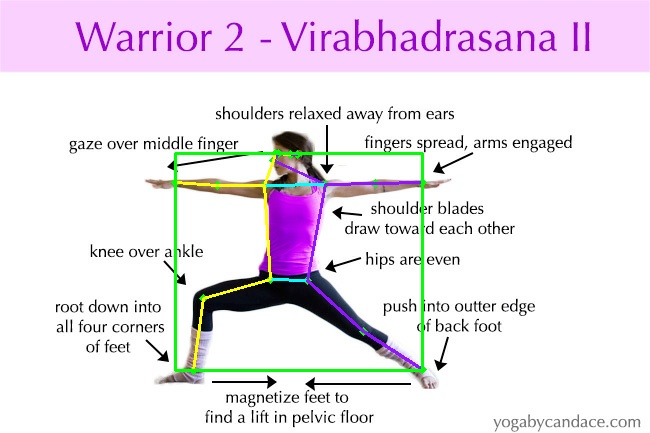 Warrior 2 - Virabhadrasana II
shoulders relaxed away from ears
gaze over middle finger
fingers spread, arms engaged
shoulder blades
draw toward each other
knee over ankle
hips are even
root down into
all four corners
of feet
push into outter edge
of back foot
magnetize feet to
find a lift in pelvic floor
yogabycandace.com